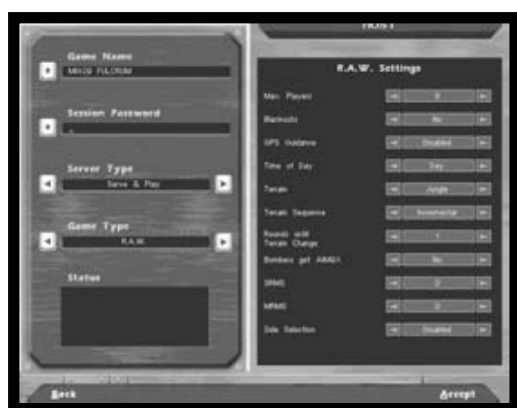 HOST
Game Name
MIXED FULCRUM
Session Password
Server Type
Serve & Play
Game Type
R.A.W.
Status
R.A.W. Settings
Max Players
8
Blackouts
No
GPS Guidance
Disabled
Time of Day
Day
Terrain
Jungle
Terrain Sequence
Incremental
Rounds until
Terrain Change
1
Bombers get AMMO?
No
SRMS
0
MRMS
0
Side Selection
Disabled
Back
Accept